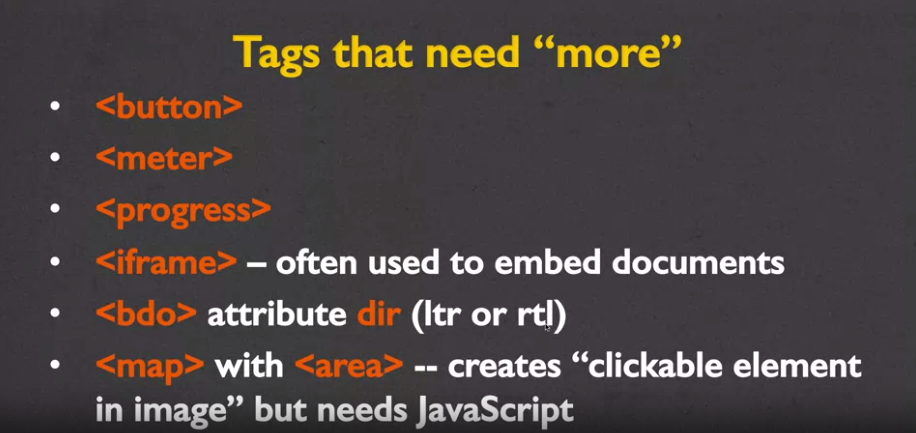 Tags that need “more”
• <button>
• <meter>
• <progress>
• <iframe> – often used to embed documents
• <bdo> attribute dir (ltr or rtl)
• <map> with <area> -- creates “clickable element
in image” but needs JavaScript